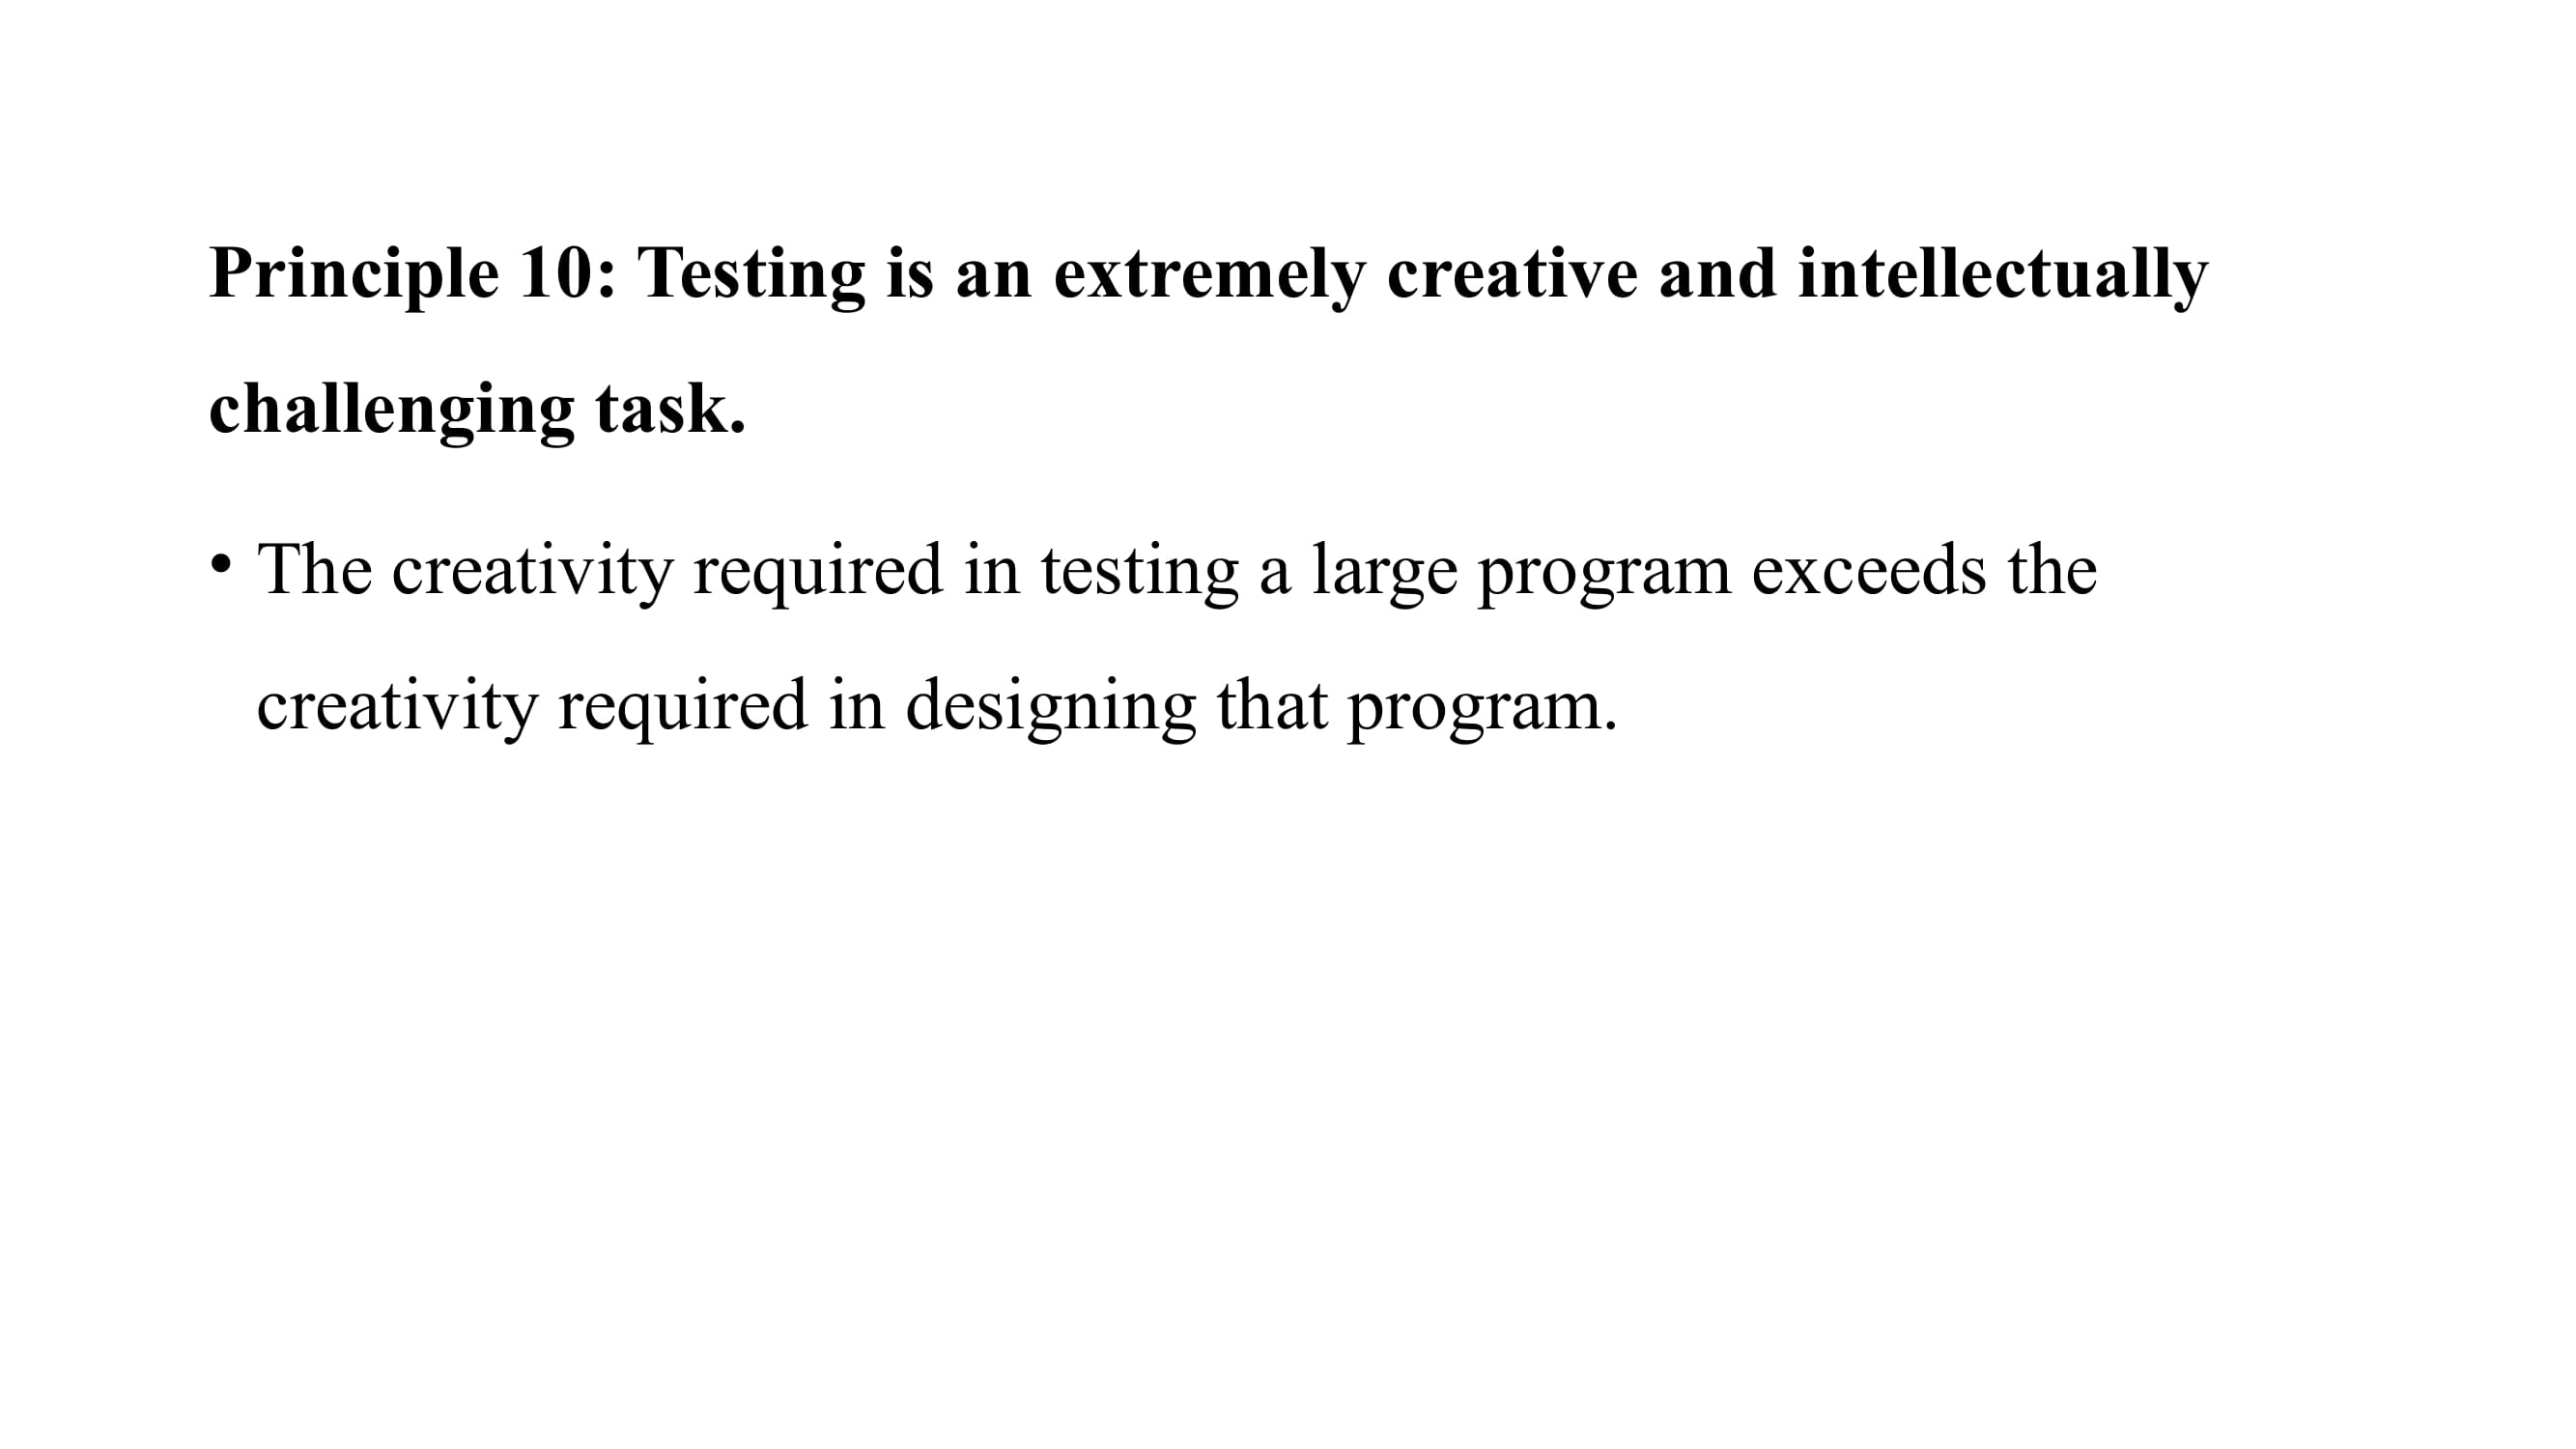 Principle 10: Testing is an extremely creative and intellectually
challenging task.
• The creativity required in testing a large program exceeds the
creativity required in designing that program.